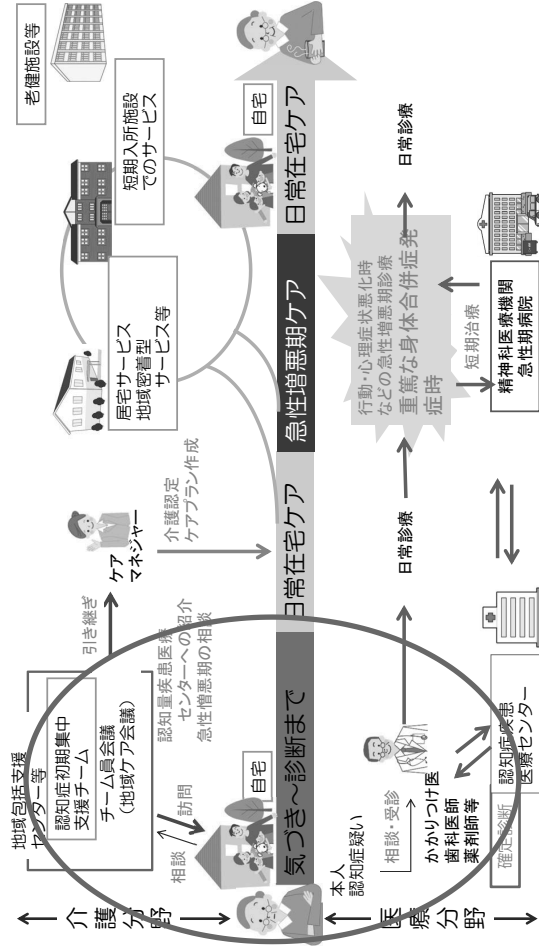 介護分野
医療分野
地域包括支援
センター等
認知症初期集中
支援チーム
チーム員会議
(地域ケア会議)
相談
訪問
自宅
引き継ぎ
認知量疾患医療
センターへの紹介
急性増悪期の相談
ケア
マネジャー
介護認定
ケアプラン作成
居宅サービス
地域密着型
サービス等
短期入所施設
でのサービス
老健施設等
自宅
気づき～診断まで
日常在宅ケア
急性増悪期ケア
日常在宅ケア
本人
認知症疑い
相談・受診
かかりつけ医
歯科医師
薬剤師等
確定診断
認知症疾患
医療センター
日常診療
行動・心理症状悪化時
などの急性増悪期診療
重篤な身体合併症発
症時
短期治療
精神科医療機関
急性期病院
日常診療